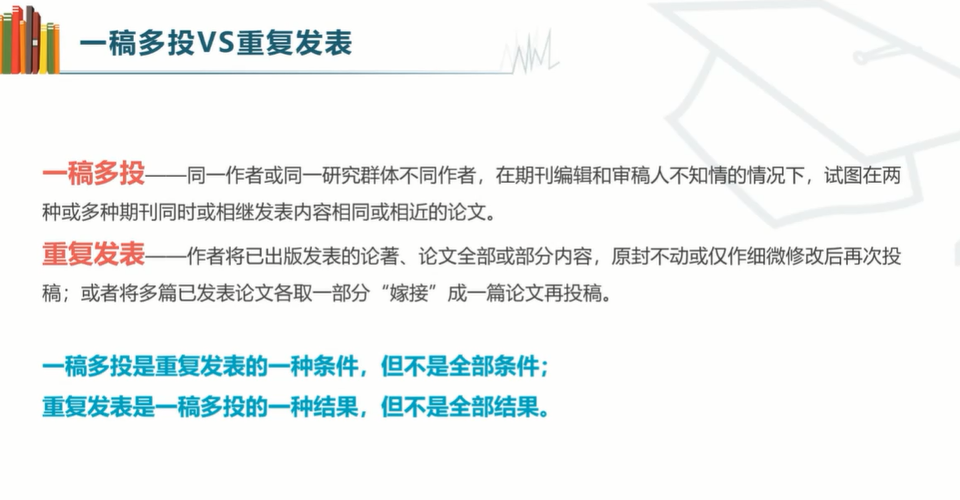 一稿多投VS重复发表
一稿多投——同一作者或同一研究群体不同作者，在期刊编辑和审稿人不知情的情况下，试图在两
种或多种期刊同时或相继发表内容相同或相近的论文。
重复发表——作者将已出版发表的论著、论文全部或部分内容，原封不动或仅作细微修改后再次投
稿；或者将多篇已发表论文各取一部分“嫁接”成一篇论文再投稿。
一稿多投是重复发表的一种条件，但不是全部条件；
重复发表是一稿多投的一种结果，但不是全部结果。